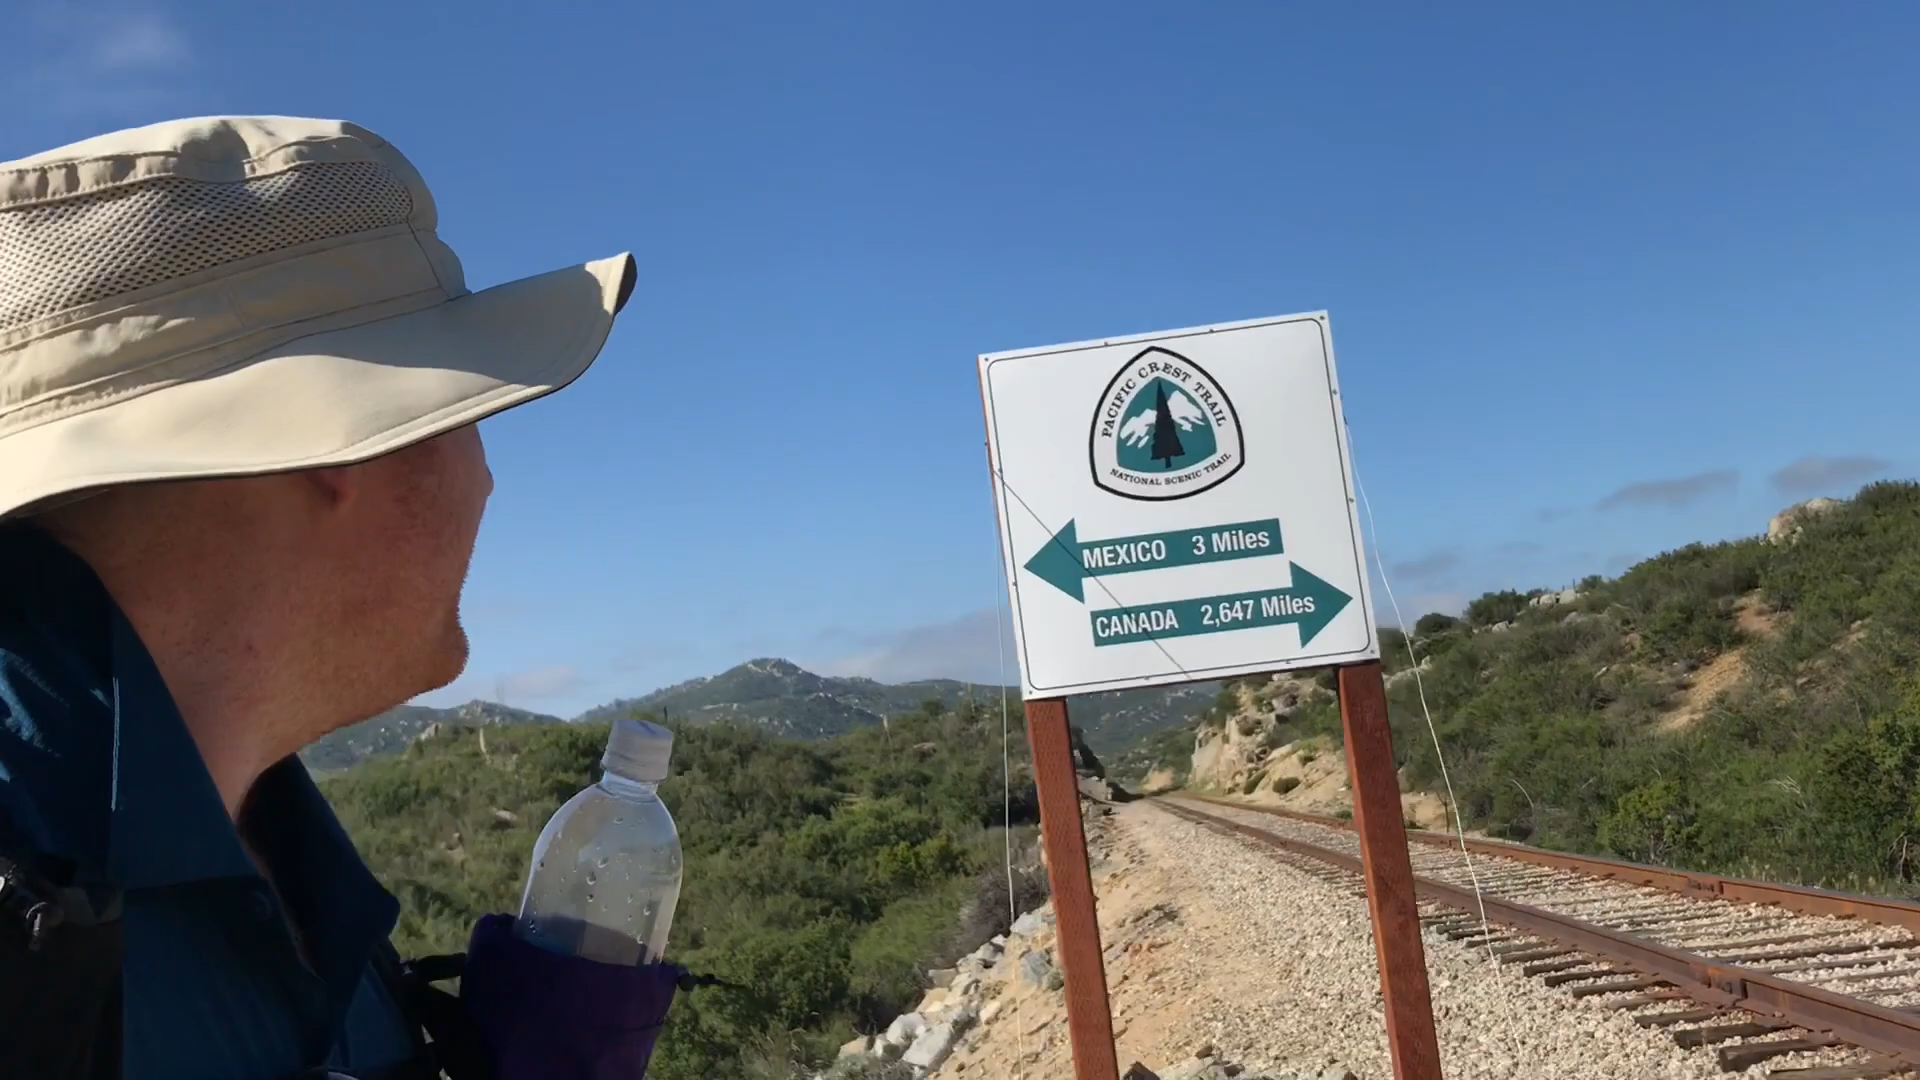 PACIFIC CREST TRAIL
NATIONAL SCENIC TRAIL
MEXICO 3 Miles
CANADA 2,647 Miles